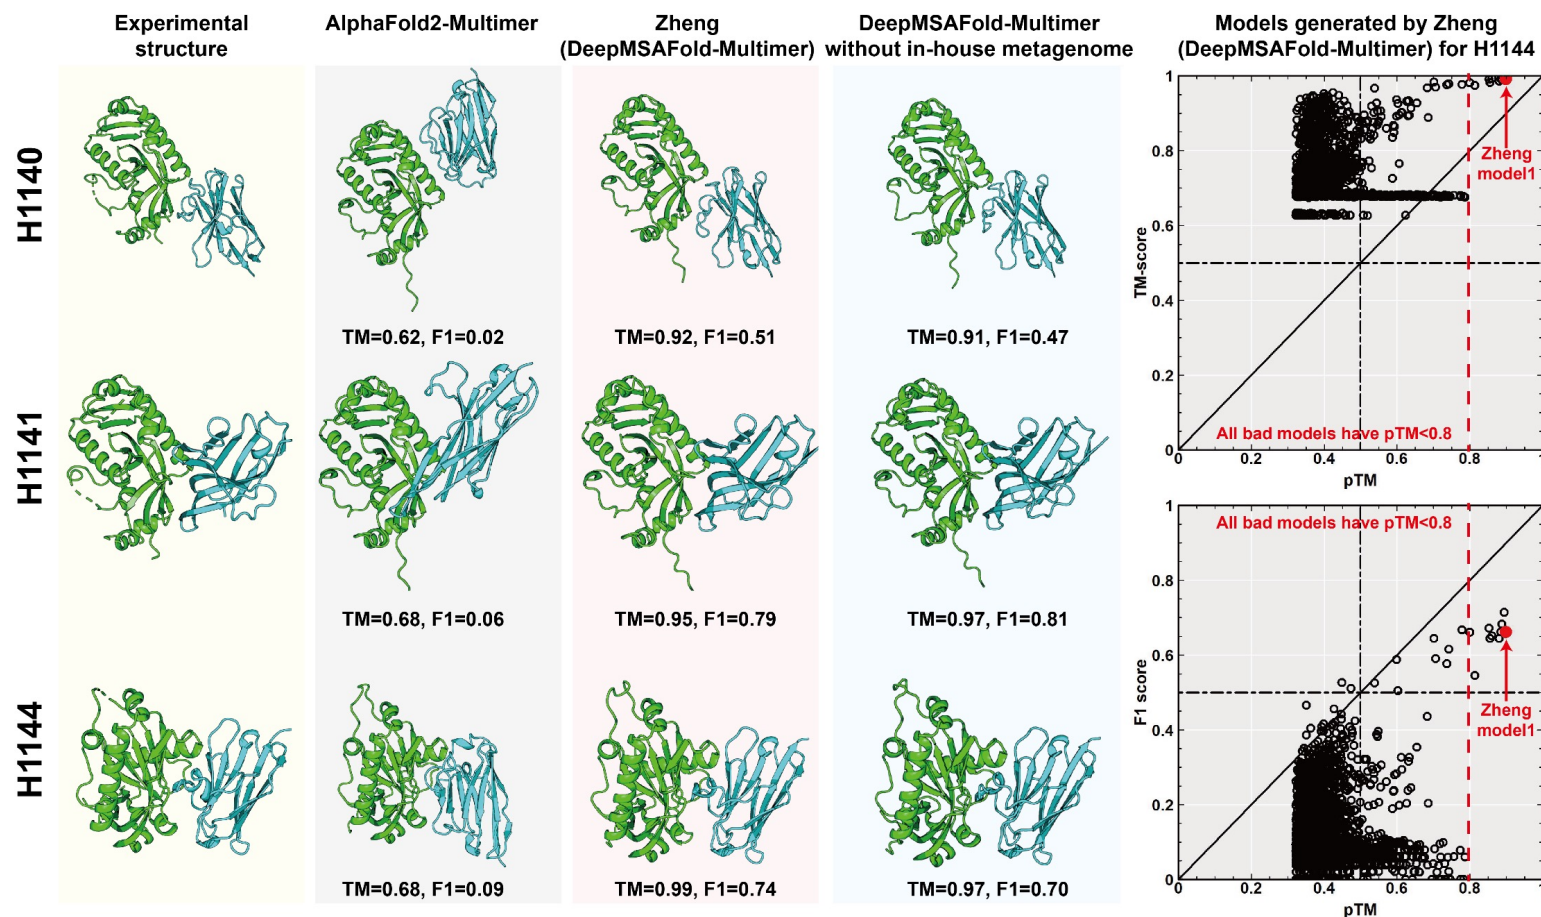 Experimental
structure
AlphaFold2-Multimer
Zheng
(DeepMSAFold-Multimer)
DeepMSAFold-Multimer
without in-house metagenome
Models generated by Zheng
(DeepMSAFold-Multimer) for H1144
H1140
TM=0.62, F1=0.02
TM=0.92, F1=0.51
TM=0.91, F1=0.47
H1141
TM=0.68, F1=0.06
TM=0.95, F1=0.79
TM=0.97, F1=0.81
H1144
TM=0.68, F1=0.09
TM=0.99, F1=0.74
TM=0.97, F1=0.70
1
0.8
0.6
0.4
0.2
0
TM-score
Zheng
model1
All bad models have pTM<0.8
0 0.2 0.4 0.6 0.8 1
pTM
1
0.8
0.6
0.4
0.2
0
F1 score
All bad models have pTM<0.8
Zheng
model1
0 0.2 0.4 0.6 0.8 1
pTM